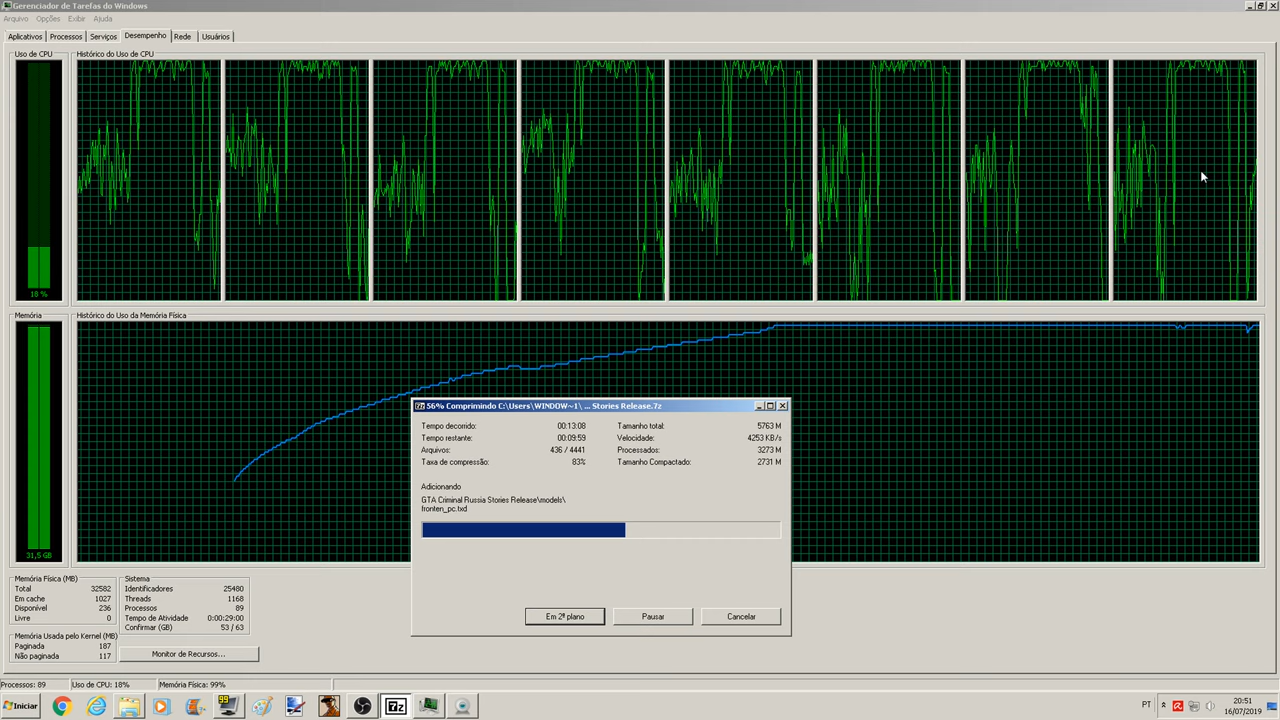 Gerenciador de Tarefas do Windows
Arquivo Opções Exibir Ajuda
Aplicativos Processos Serviços Desempenho Rede Usuários
Uso de CPU
Histórico do Uso de CPU
18 %
Memória
Histórico do Uso da Memória Física
31,5 GB
56% Comprimindo C:\Users\WINDOW~1\ ... Stories Release.7z
Tempo decorrido: 00:13:08 Tamanho total: 5763 M
Tempo restante: 00:09:59 Velocidade: 4253 KB/s
Arquivos: 436 / 4441 Processados: 3273 M
Taxa de compressão: 83% Tamanho Compactado: 2731 M
Adicionando
GTA Criminal Russia Stories Release\models\
fronten_pc.txd
Em 2º plano Pausar Cancelar
Memória Física (MB)
Total 32582
Em cache 1027
Disponível 236
Livre 0
Memória Usada pelo Kernel (MB)
Paginada 187
Não paginada 117
Sistema
Identificadores 25480
Threads 1168
Processos 89
Tempo de Atividade 0:00:29:00
Confirmar (GB) 53 / 63
Monitor de Recursos...
Processos: 89 Uso de CPU: 18% Memória Física: 99%
Iniciar
99
7z
PT
20:51
16/07/2019